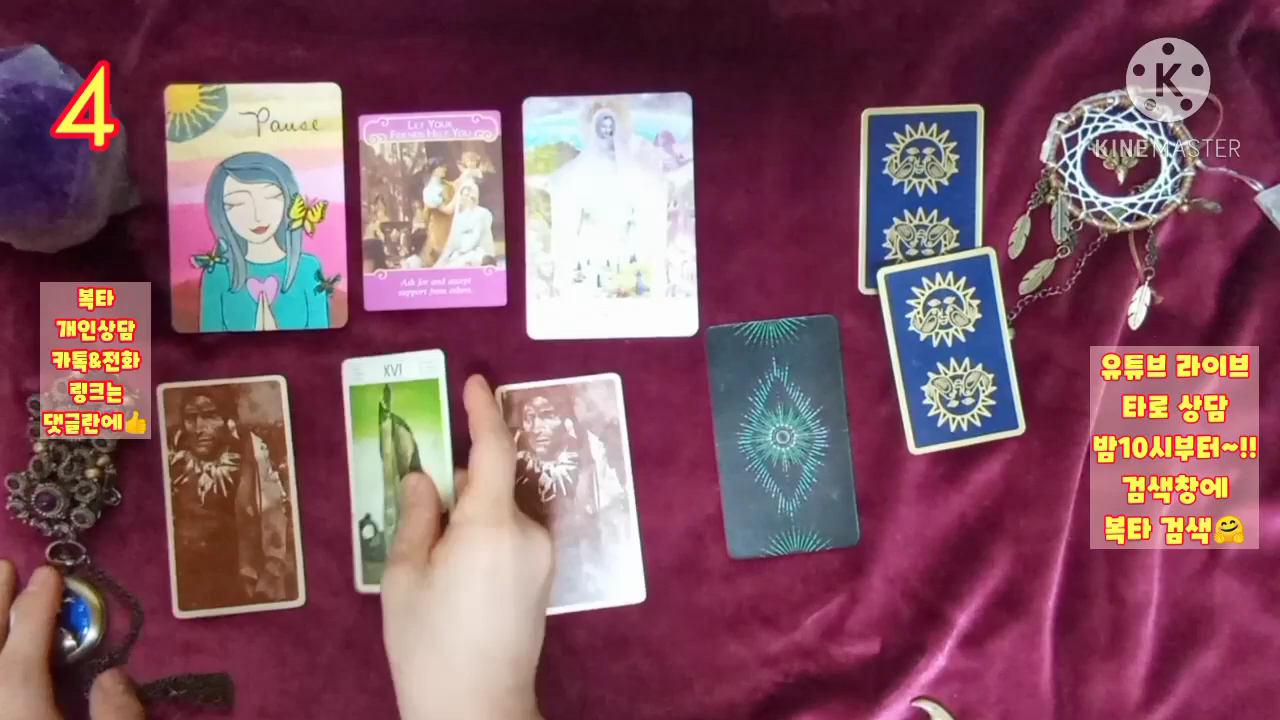 4
Pause
LET YOUR
FRIENDS HELP YOU
Ask for and accept
support from others.
XVI
K
KINEMASTER
복타
개인상담
카톡&전화
링크는
댓글란에👍
유튜브 라이브
타로 상담
밤10시부터~!!
검색창에
복타 검색🤗